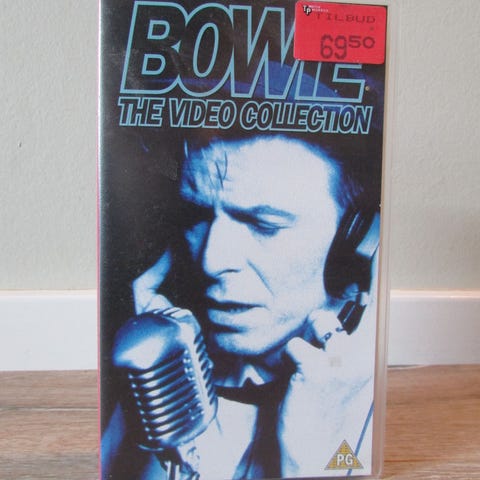 BOWIE
TILBUD
69⁵⁰
THE VIDEO COLLECTION
PG